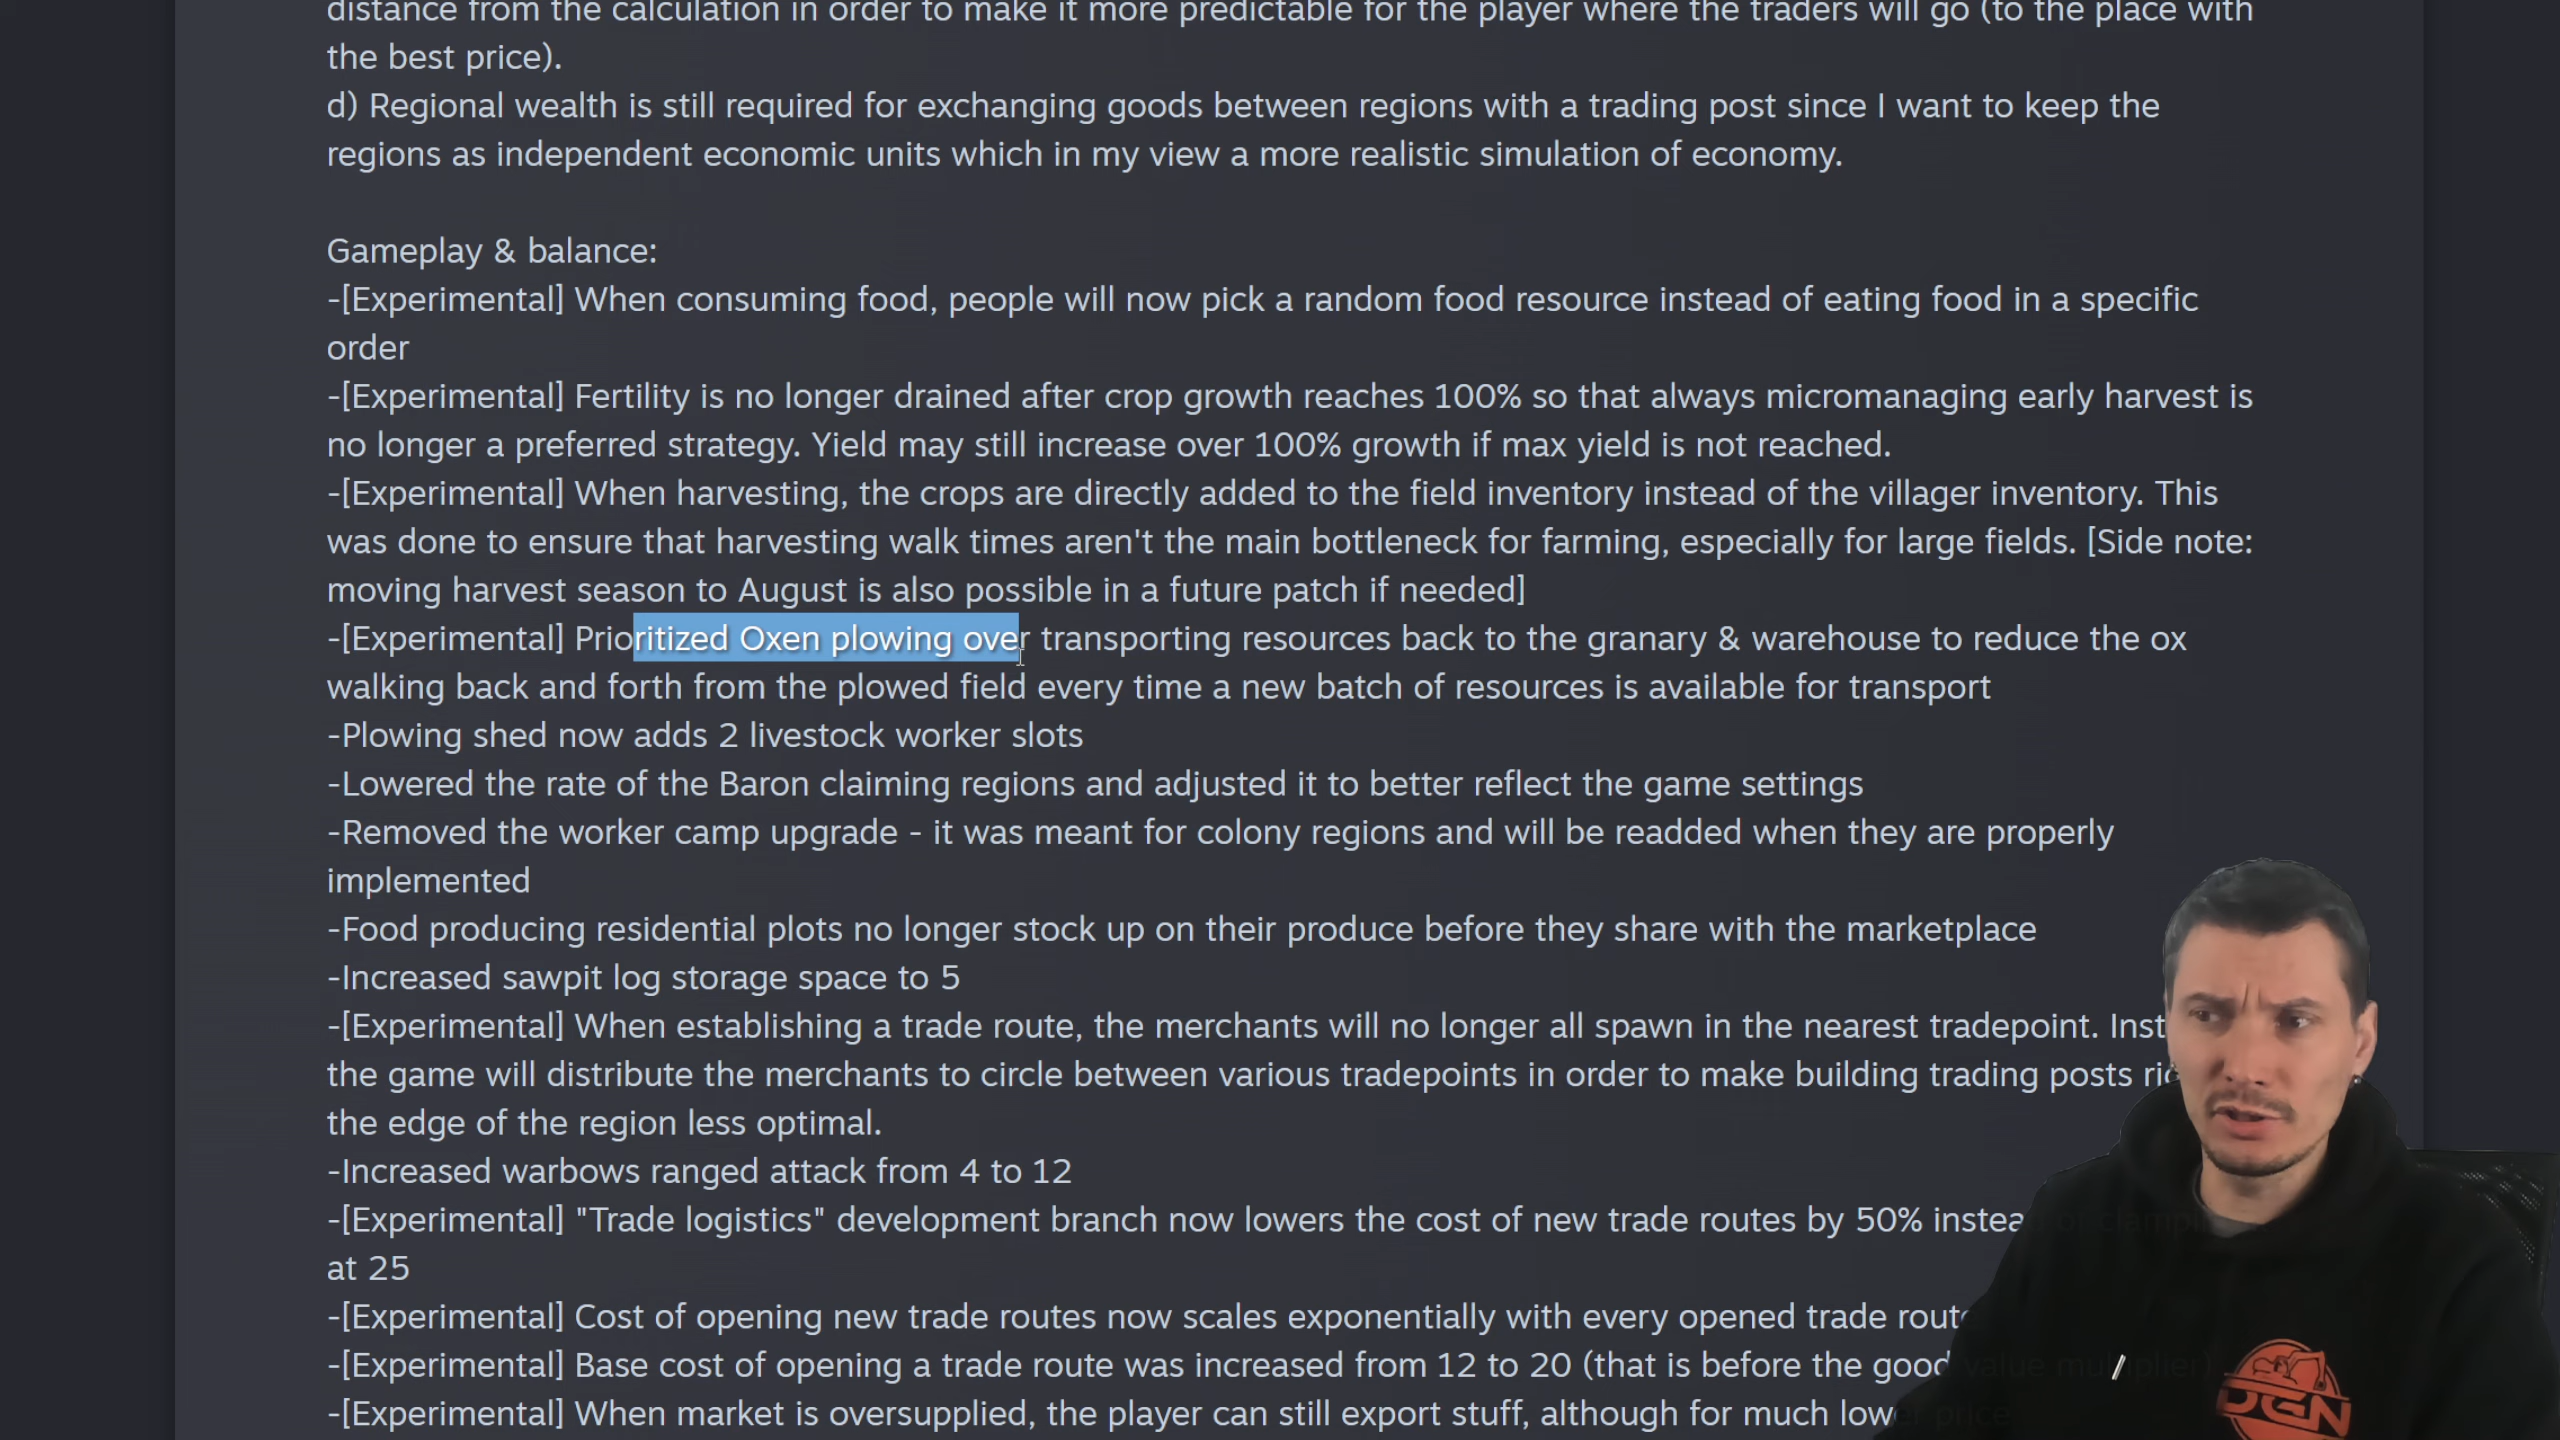 distance from the calculation in order to make it more predictable for the player where the traders will go (to the place with
the best price).
d) Regional wealth is still required for exchanging goods between regions with a trading post since I want to keep the
regions as independent economic units which in my view a more realistic simulation of economy.
Gameplay & balance:
-[Experimental] When consuming food, people will now pick a random food resource instead of eating food in a specific
order
-[Experimental] Fertility is no longer drained after crop growth reaches 100% so that always micromanaging early harvest is
no longer a preferred strategy. Yield may still increase over 100% growth if max yield is not reached.
-[Experimental] When harvesting, the crops are directly added to the field inventory instead of the villager inventory. This
was done to ensure that harvesting walk times aren't the main bottleneck for farming, especially for large fields. [Side note:
moving harvest season to August is also possible in a future patch if needed]
-[Experimental] Prioritized Oxen plowing over transporting resources back to the granary & warehouse to reduce the ox
walking back and forth from the plowed field every time a new batch of resources is available for transport
-Plowing shed now adds 2 livestock worker slots
-Lowered the rate of the Baron claiming regions and adjusted it to better reflect the game settings
-Removed the worker camp upgrade - it was meant for colony regions and will be readded when they are properly
implemented
-Food producing residential plots no longer stock up on their produce before they share with the marketplace
-Increased sawpit log storage space to 5
-[Experimental] When establishing a trade route, the merchants will no longer all spawn in the nearest tradepoint.
the game will distribute the merchants to circle between various tradepoints in order to make building trading posts
the edge of the region less optimal.
-Increased warbows ranged attack from 4 to 12
-[Experimental] "Trade logistics" development branch now lowers the cost of new trade routes by 50%
at 25
-[Experimental] Cost of opening new trade routes now scales exponentially with every opened trade
-[Experimental] Base cost of opening a trade route was increased from 12 to 20 (that is before the good value multiplier)
-[Experimental] When market is oversupplied, the player can still export stuff, although for much lower price
DGN